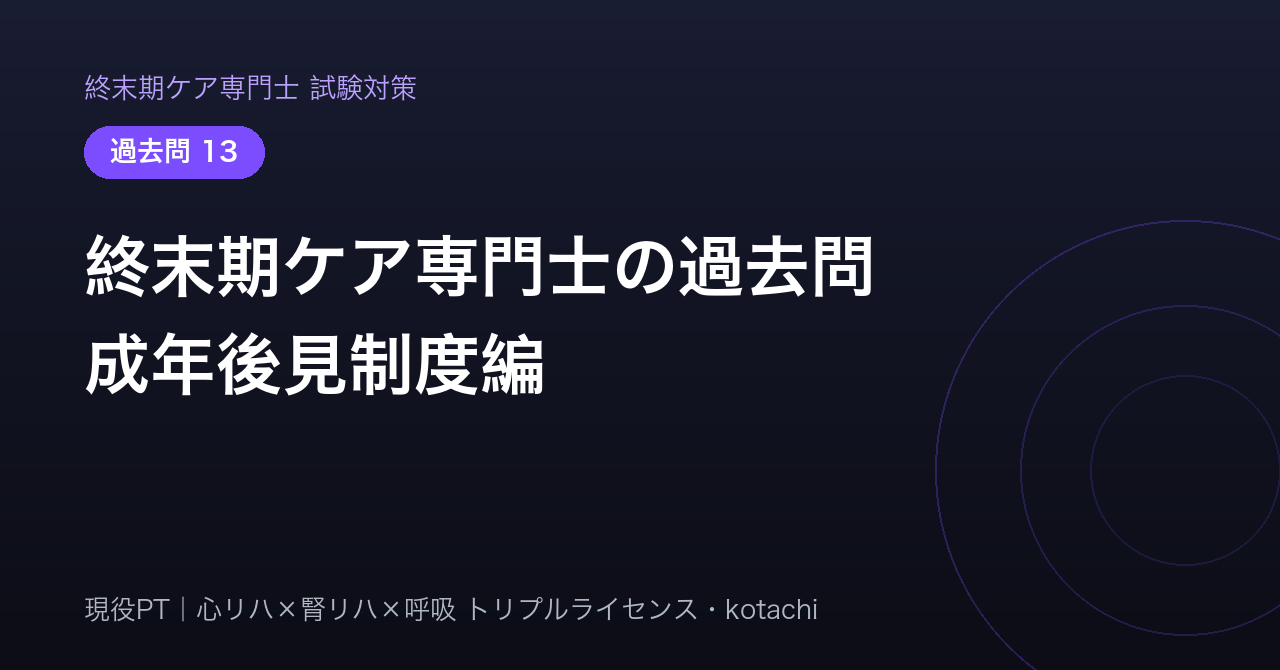 終末期ケア専門士 試験対策
過去問 13
終末期ケア専門士の過去問
成年後見制度編
現役PT｜心リハ×腎リハ×呼吸 トリプルライセンス・kotachi